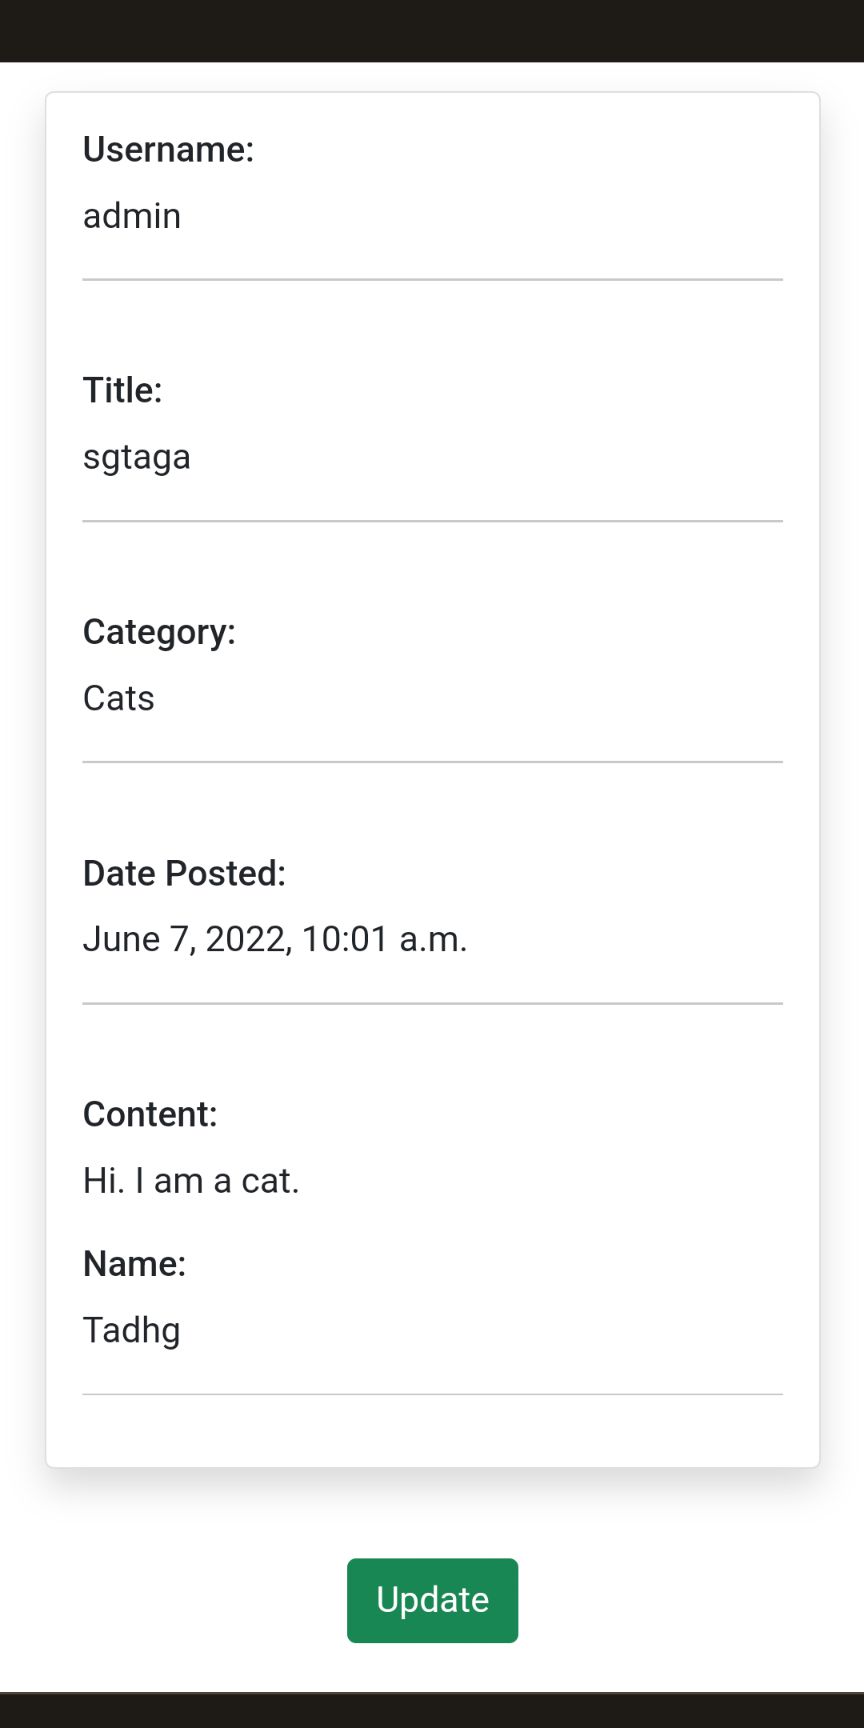 Username:
admin
Title:
sgtaga
Category:
Cats
Date Posted:
June 7, 2022, 10:01 a.m.
Content:
Hi. I am a cat.
Name:
Tadhg
Update